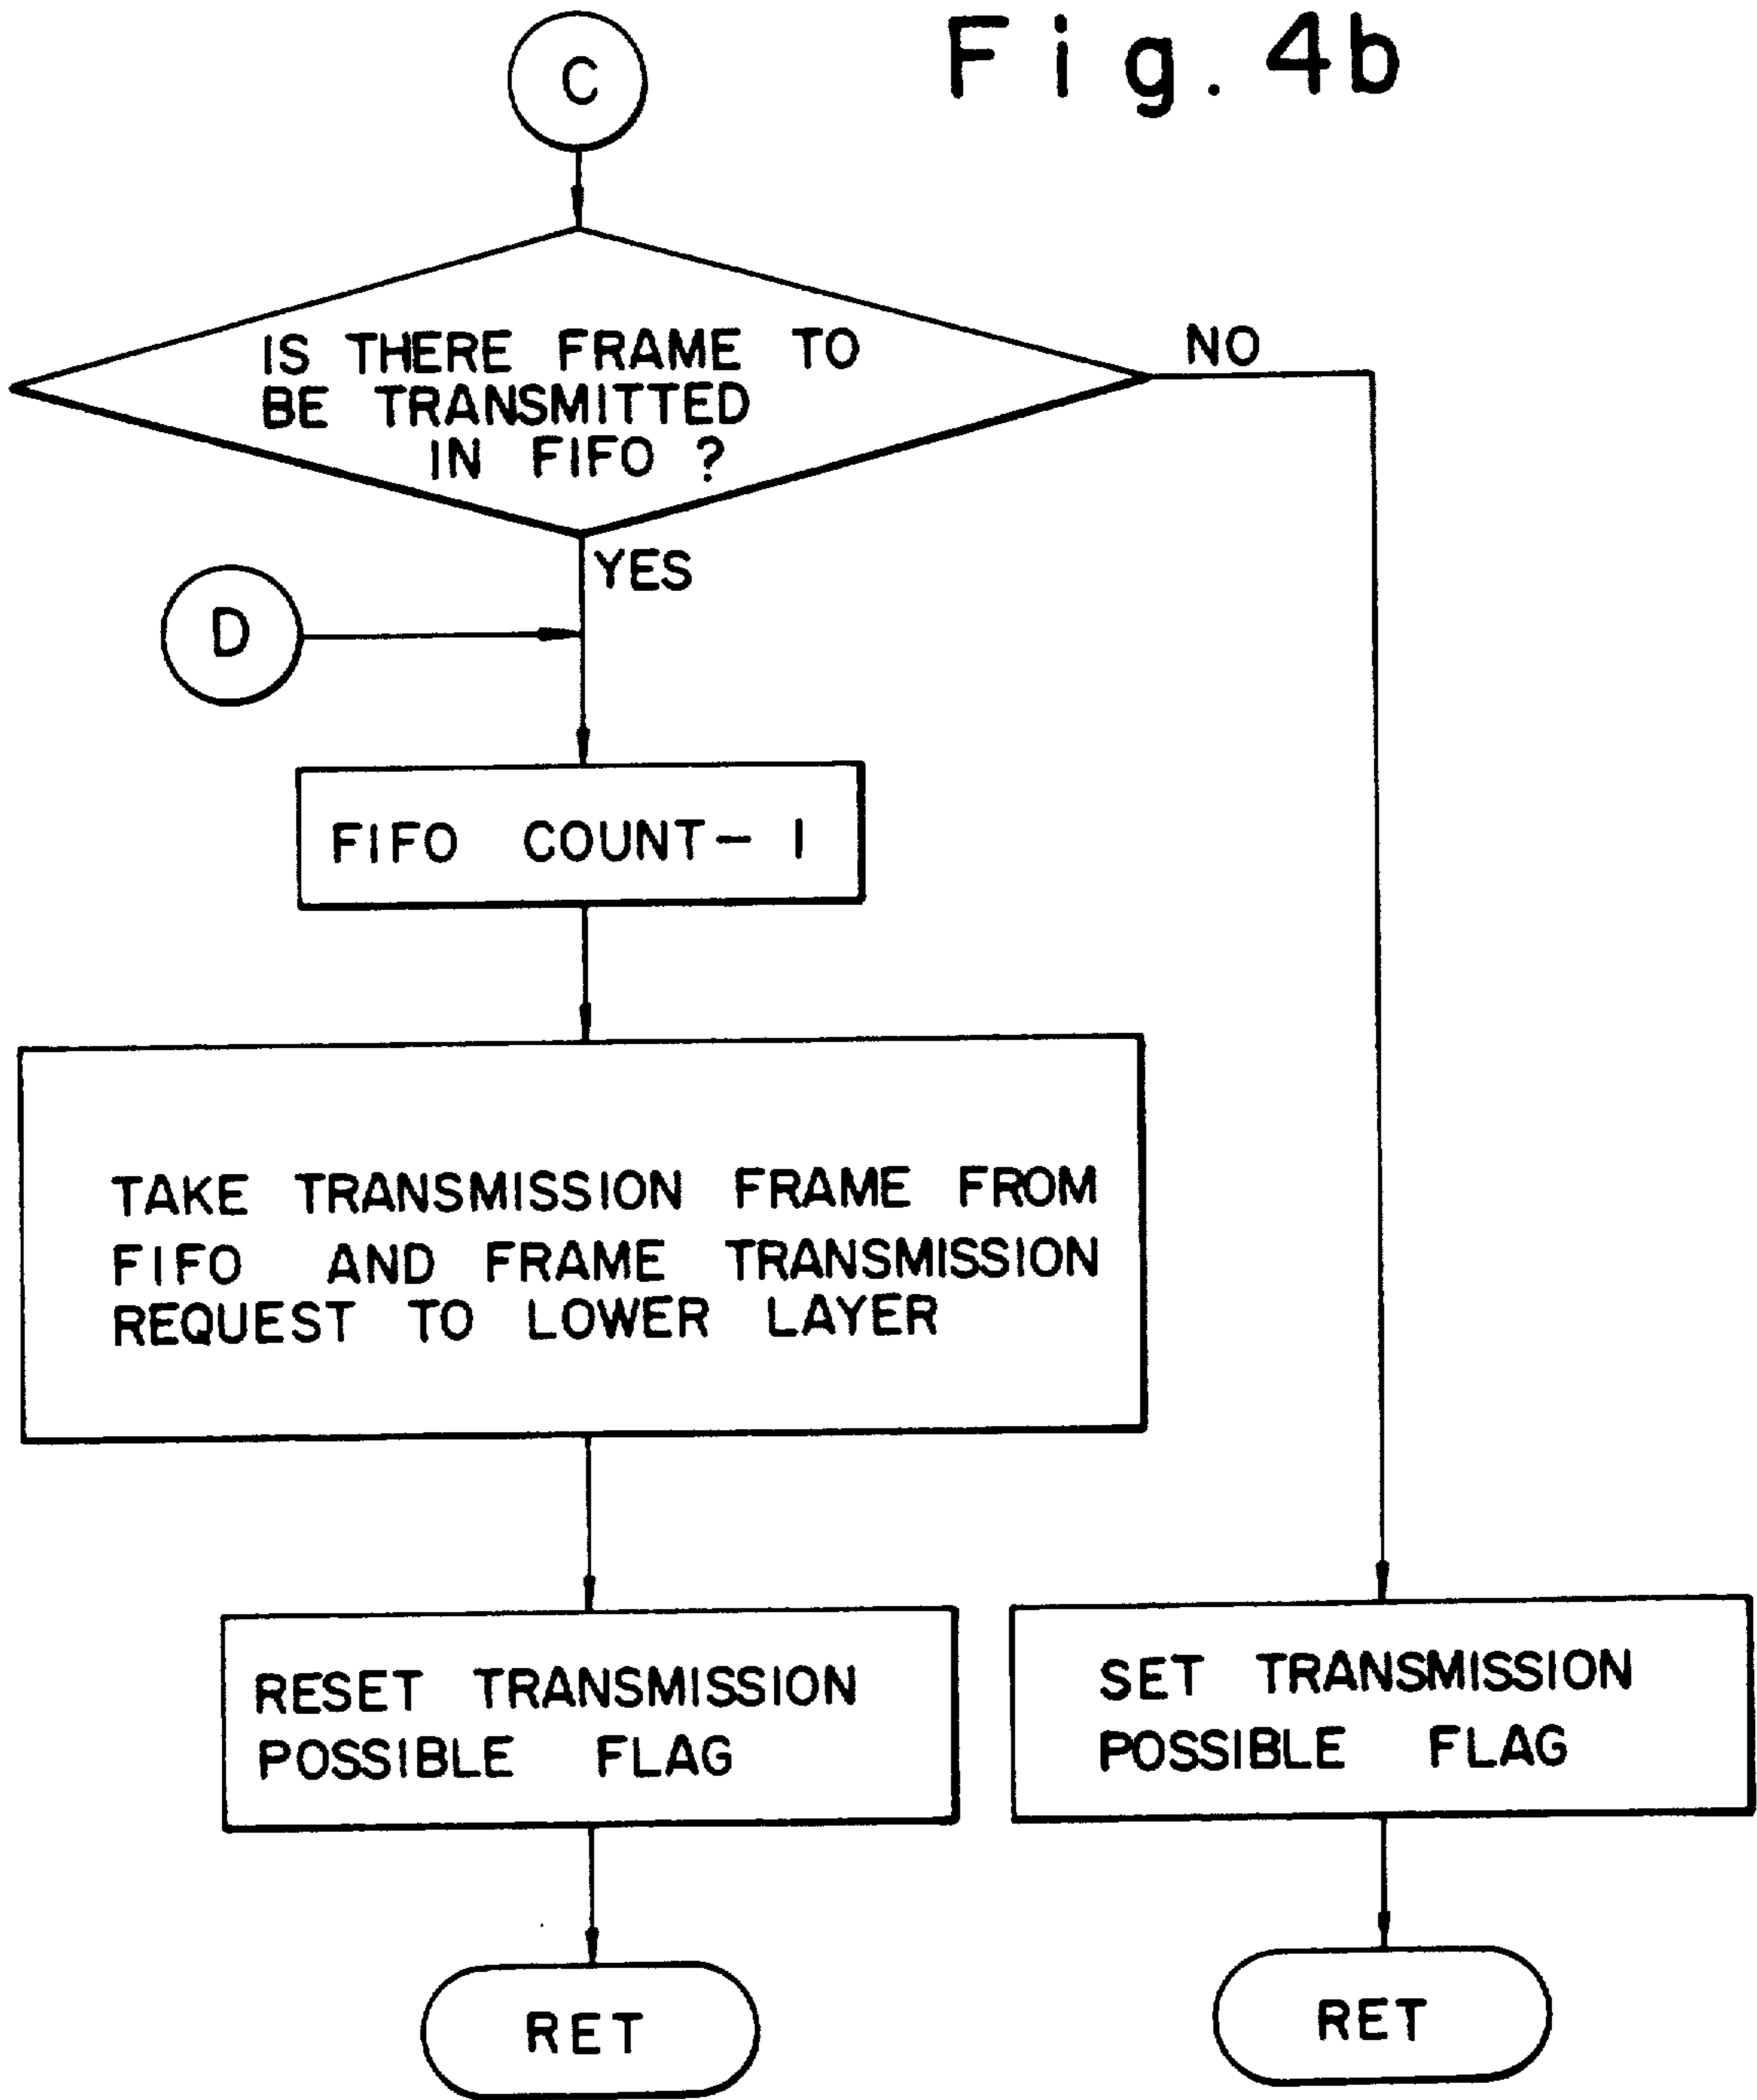 Fig. 4b
C
IS THERE FRAME TO
BE TRANSMITTED
IN FIFO ?
NO
YES
D
FIFO COUNT- 1
TAKE TRANSMISSION FRAME FROM
FIFO AND FRAME TRANSMISSION
REQUEST TO LOWER LAYER
RESET TRANSMISSION
POSSIBLE FLAG
SET TRANSMISSION
POSSIBLE FLAG
RET
RET